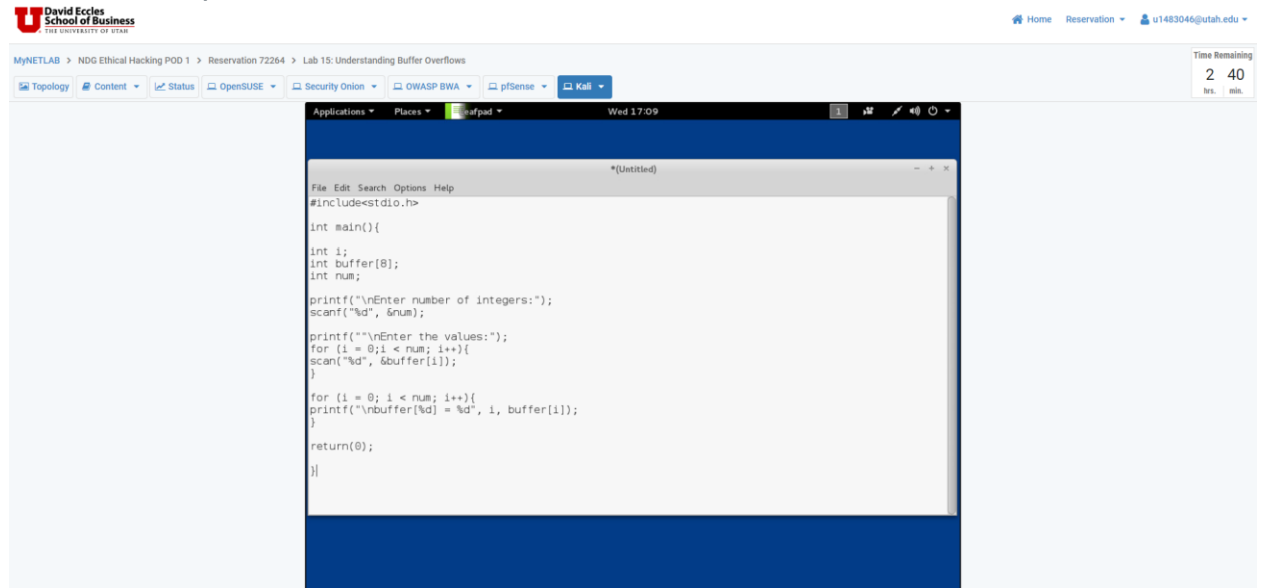 David Eccles
School of Business
THE UNIVERSITY OF UTAH
Home Reservation u1483046@utah.edu
MyNETLAB > NDG Ethical Hacking POD 1 > Reservation 72264 > Lab 15: Understanding Buffer Overflows
Time Remaining
2 40
hrs. min.
Topology Content Status OpenSUSE Security Onion OWASP BWA pfSense Kali
Applications Places Leafpad Wed 17:09 1
*(Untitled)
File Edit Search Options Help
#include<stdio.h>
int main(){
int i;
int buffer[8];
int num;
printf("\nEnter number of integers:");
scanf("%d", &num);
printf(""\nEnter the values:");
for (i = 0;i < num; i++){
scan("%d", &buffer[i]);
}
for (i = 0; i < num; i++){
printf("\nbuffer[%d] = %d", i, buffer[i]);
}
return(0);
}